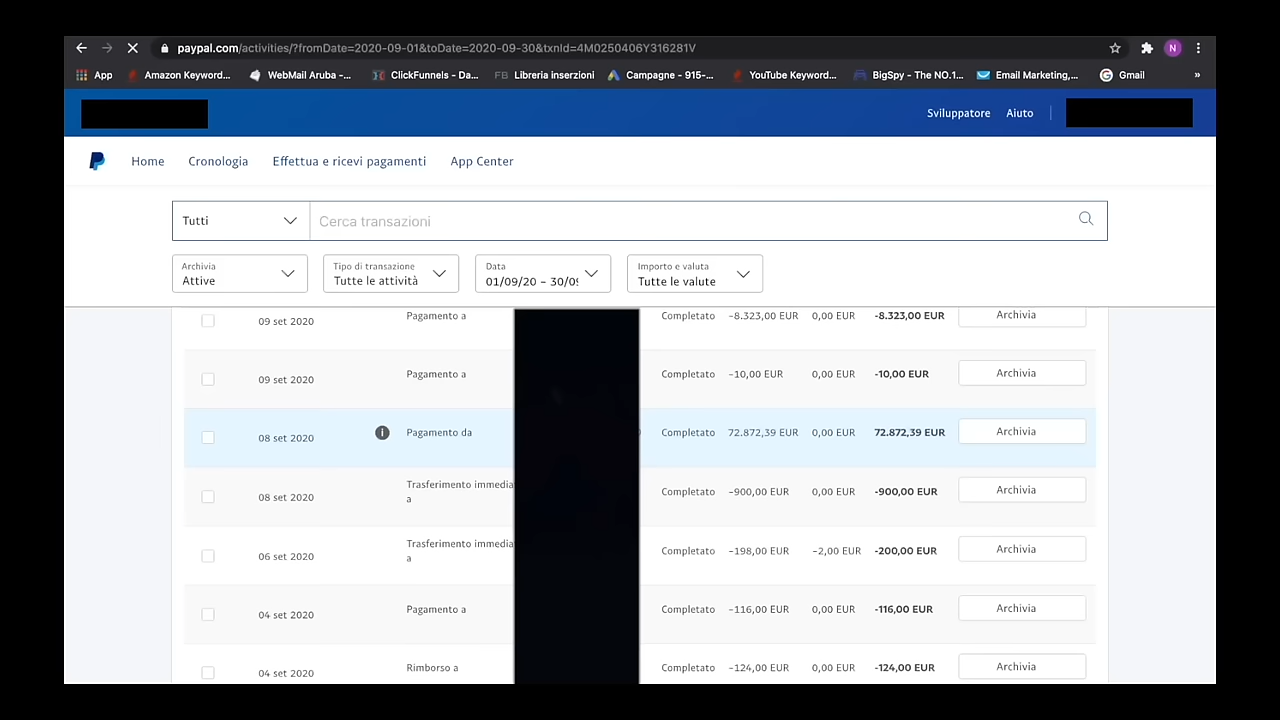 paypal.com/activities/?fromDate=2020-09-01&toDate=2020-09-30&txnId=4M0250406Y316281V
N
App Amazon Keyword... WebMail Aruba -... ClickFunnels - Da... FB Libreria inserzioni Campagne - 915-... YouTube Keyword... BigSpy - The NO.1... Email Marketing,... Gmail »
Sviluppatore Aiuto
Home Cronologia Effettua e ricevi pagamenti App Center
Tutti Cerca transazioni
Archivia Tipo di transazione Data Importo e valuta
Attive Tutte le attività 01/09/20 – 30/09 Tutte le valute
09 set 2020 Pagamento a Completato -8.323,00 EUR 0,00 EUR -8.323,00 EUR Archivia
09 set 2020 Pagamento a Completato -10,00 EUR 0,00 EUR -10,00 EUR Archivia
08 set 2020 i Pagamento da Completato 72.872,39 EUR 0,00 EUR 72.872,39 EUR Archivia
08 set 2020 Trasferimento immedia Completato -900,00 EUR 0,00 EUR -900,00 EUR Archivia
a
06 set 2020 Trasferimento immedia Completato -198,00 EUR -2,00 EUR -200,00 EUR Archivia
a
04 set 2020 Pagamento a Completato -116,00 EUR 0,00 EUR -116,00 EUR Archivia
04 set 2020 Rimborso a Completato -124,00 EUR 0,00 EUR -124,00 EUR Archivia